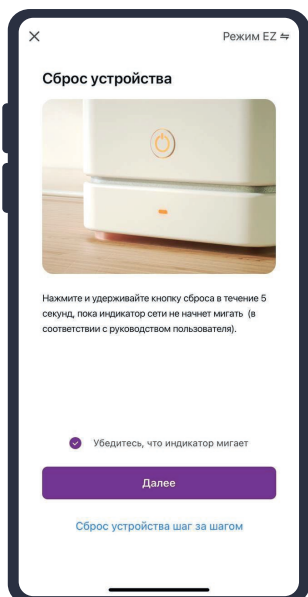 Режим EZ ⇋
Сброс устройства
Нажмите и удерживайте кнопку сброса в течение 5
секунд, пока индикатор сети не начнет мигать (в
соответствии с руководством пользователя).
Убедитесь, что индикатор мигает
Далее
Сброс устройства шаг за шагом